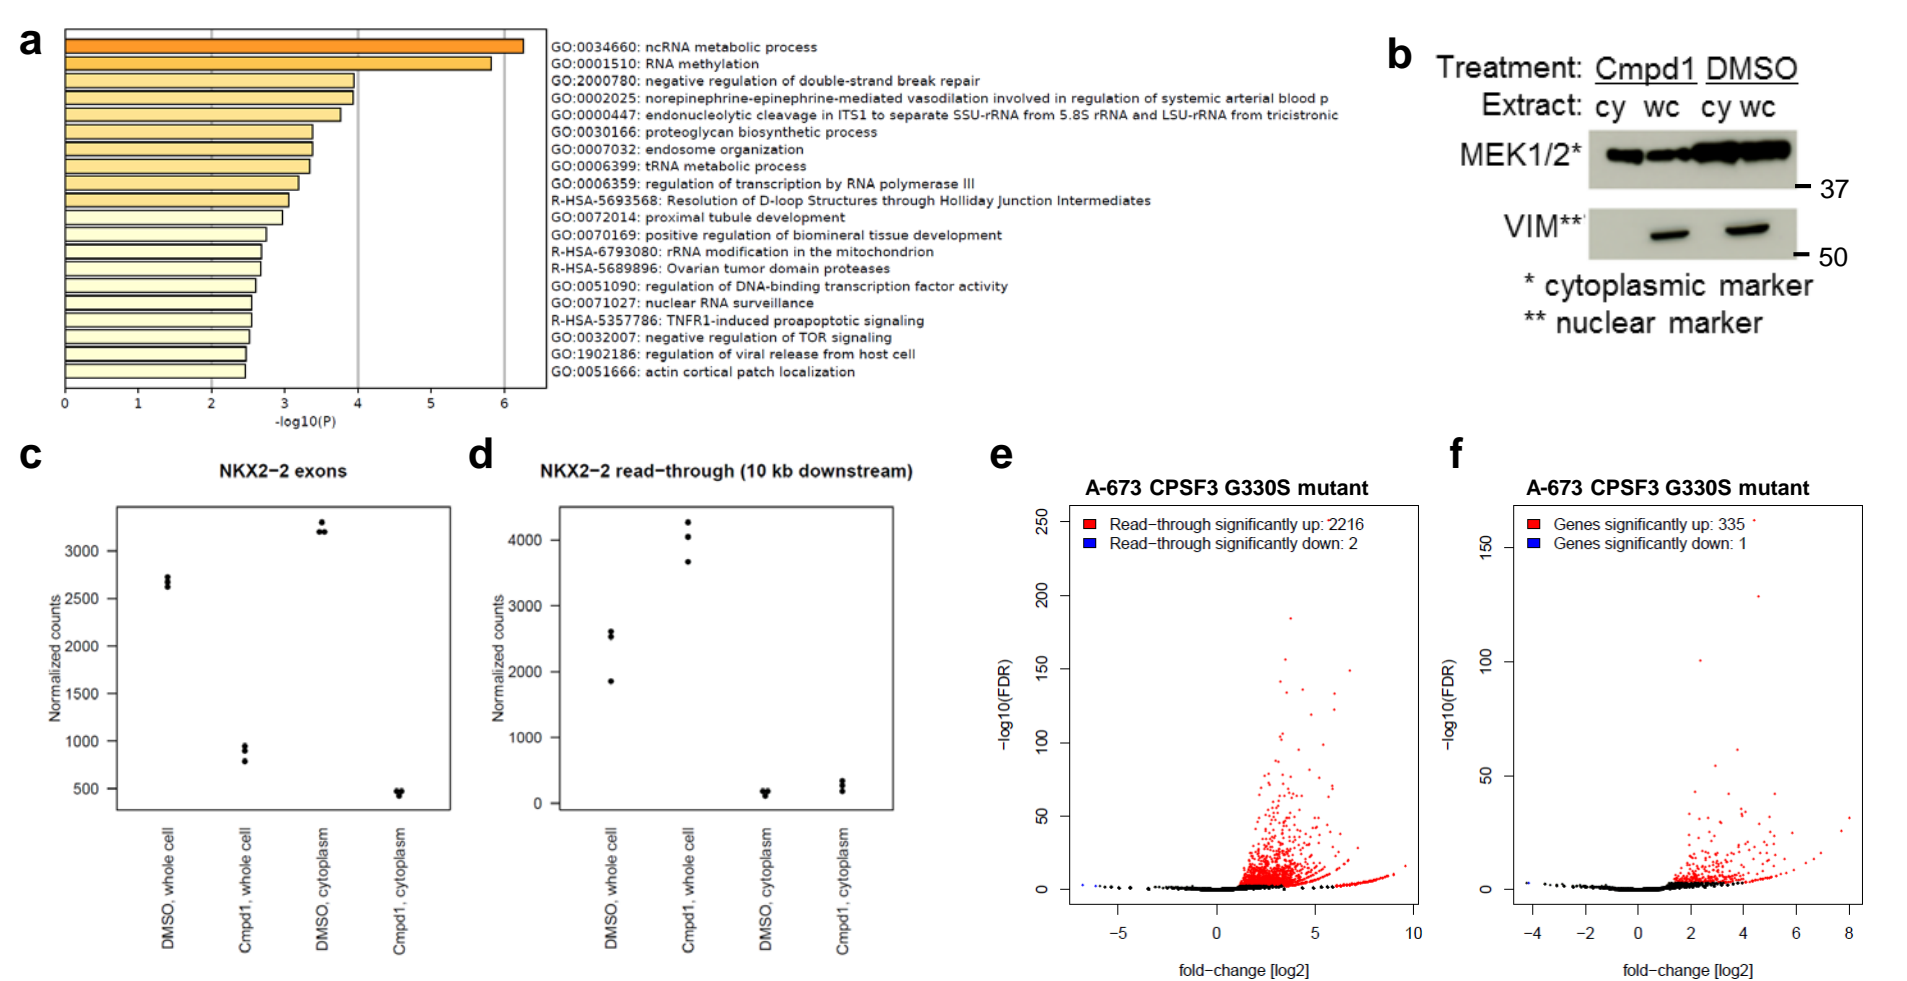 a
GO:0034660: ncRNA metabolic process
GO:0001510: RNA methylation
GO:2000780: negative regulation of double-strand break repair
GO:0002025: norepinephrine-epinephrine-mediated vasodilation involved in regulation of systemic arterial blood p
GO:0000447: endonucleolytic cleavage in ITS1 to separate SSU-rRNA from 5.8S rRNA and LSU-rRNA from tricistronic
GO:0030166: proteoglycan biosynthetic process
GO:0007032: endosome organization
GO:0006399: tRNA metabolic process
GO:0006359: regulation of transcription by RNA polymerase III
R-HSA-5693568: Resolution of D-loop Structures through Holliday Junction Intermediates
GO:0072014: proximal tubule development
GO:0070169: positive regulation of biomineral tissue development
R-HSA-6793080: rRNA modification in the mitochondrion
R-HSA-5689896: Ovarian tumor domain proteases
GO:0051090: regulation of DNA-binding transcription factor activity
GO:0071027: nuclear RNA surveillance
R-HSA-5357786: TNFR1-induced proapoptotic signaling
GO:0032007: negative regulation of TOR signaling
GO:1902186: regulation of viral release from host cell
GO:0051666: actin cortical patch localization
0 1 2 3 4 5 6
-log10(P)
b
Treatment: Cmpd1 DMSO
Extract: cy wc cy wc
MEK1/2*
37
VIM**
50
* cytoplasmic marker
** nuclear marker
c
NKX2−2 exons
Normalized counts
3000
2500
2000
1500
1000
500
DMSO, whole cell
Cmpd1, whole cell
DMSO, cytoplasm
Cmpd1, cytoplasm
d
NKX2−2 read−through (10 kb downstream)
Normalized counts
4000
3000
2000
1000
0
DMSO, whole cell
Cmpd1, whole cell
DMSO, cytoplasm
Cmpd1, cytoplasm
e
A-673 CPSF3 G330S mutant
Read−through significantly up: 2216
Read−through significantly down: 2
−log10(FDR)
250
200
150
100
50
0
−5 0 5 10
fold−change [log2]
f
A-673 CPSF3 G330S mutant
Genes significantly up: 335
Genes significantly down: 1
−log10(FDR)
150
100
50
0
−4 −2 0 2 4 6 8
fold−change [log2]